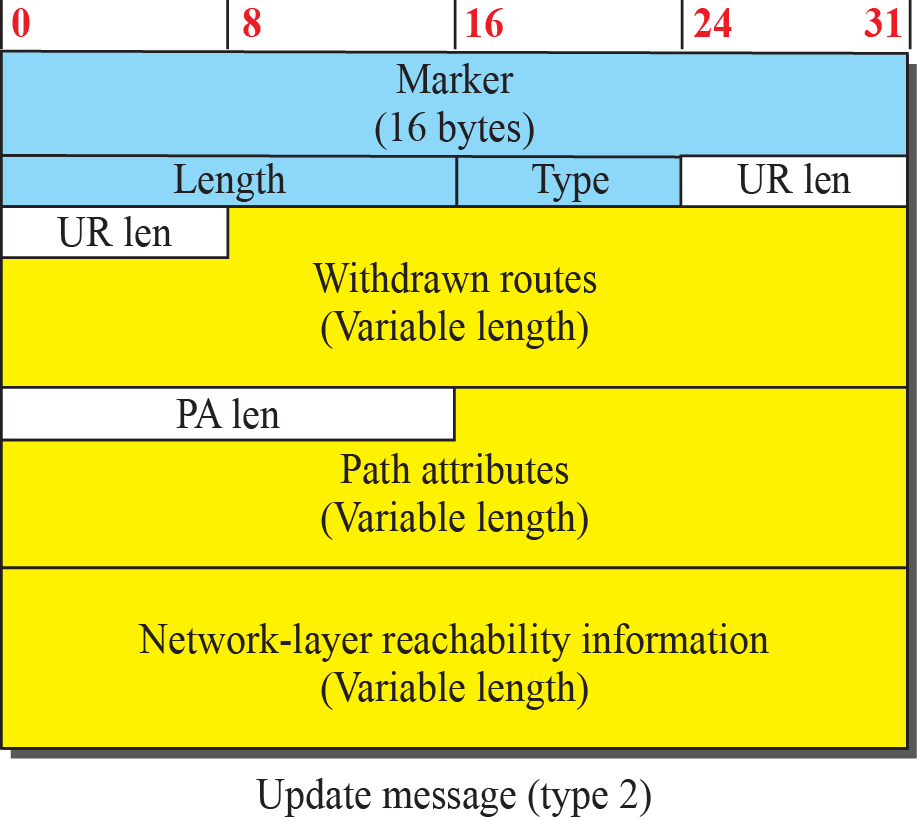 0 8 16 24 31
Marker
(16 bytes)
Length Type UR len
UR len
Withdrawn routes
(Variable length)
PA len
Path attributes
(Variable length)
Network-layer reachability information
(Variable length)
Update message (type 2)